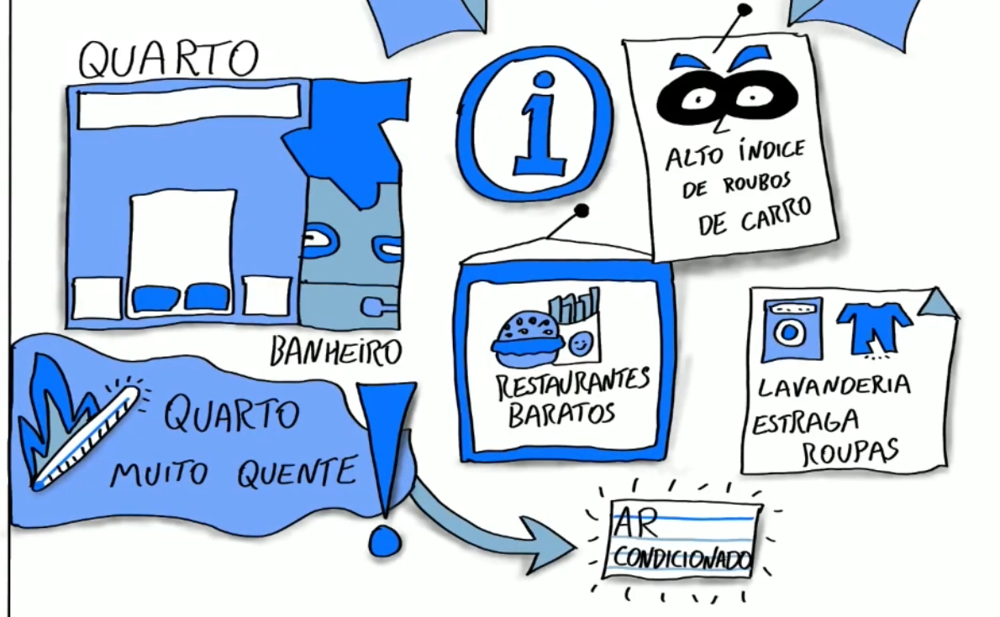 QUARTO
BANHEIRO
QUARTO
MUITO QUENTE
i
ALTO ÍNDICE
DE ROUBOS
DE CARRO
RESTAURANTES
BARATOS
LAVANDERIA
ESTRAGA
ROUPAS
AR
CONDICIONADO